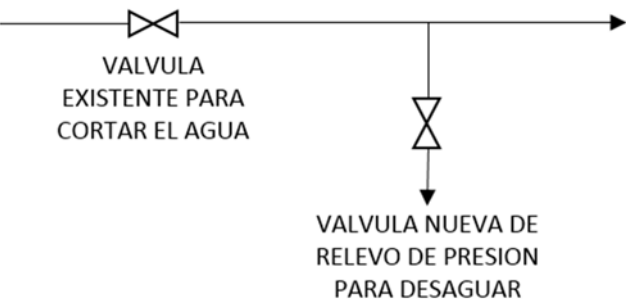 VALVULA
EXISTENTE PARA
CORTAR EL AGUA
VALVULA NUEVA DE
RELEVO DE PRESION
PARA DESAGUAR